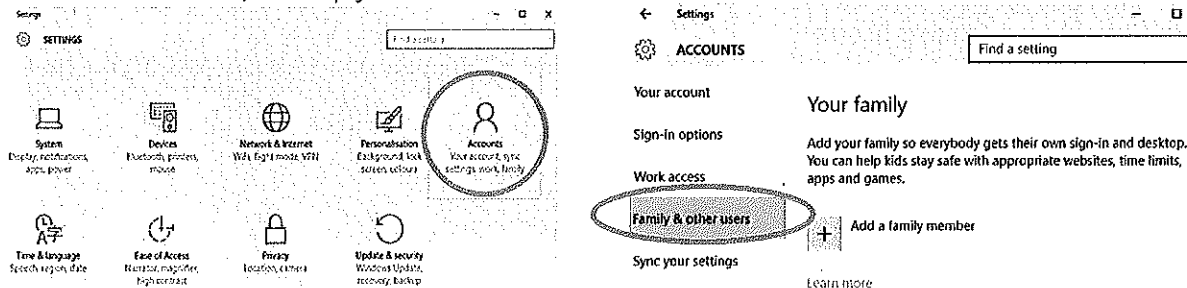 Settings
SETTINGS
Find a setting
System
Display, notifications,
apps, power
Devices
Bluetooth, printers,
mouse
Network & Internet
Wi-Fi, flight mode, VPN
Personalisation
Background, lock
screen, colours
Accounts
Your account, sync
settings, work, family
Time & language
Speech, region, date
Ease of Access
Narrator, magnifier,
high contrast
Privacy
Location, camera
Update & security
Windows Update,
recovery, backup
Settings
ACCOUNTS
Find a setting
Your account
Sign-in options
Work access
Family & other users
Sync your settings
Your family
Add your family so everybody gets their own sign-in and desktop.
You can help kids stay safe with appropriate websites, time limits,
apps and games.
Add a family member
Learn more